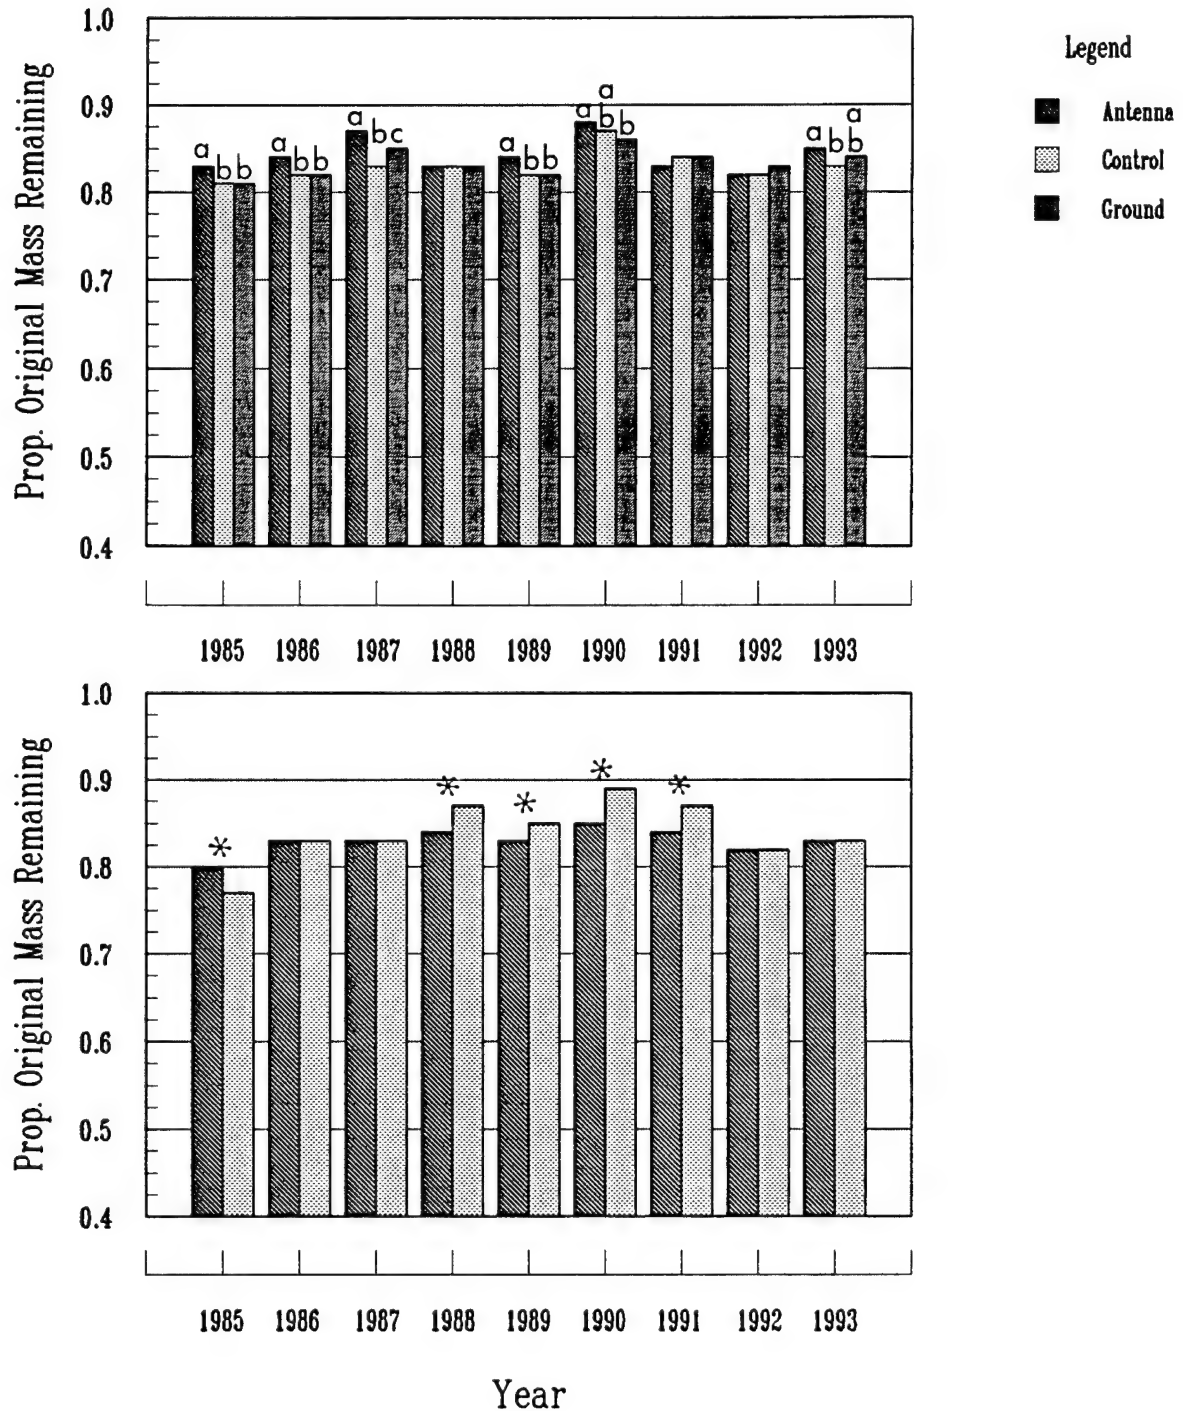 1.0
0.9
0.8
0.7
0.6
0.5
0.4
Prop. Original Mass Remaining
a b b a b b a b c a b b a a b b a b a b
1985 1986 1987 1988 1989 1990 1991 1992 1993
Legend
Antenna
Control
Ground
1.0
0.9
0.8
0.7
0.6
0.5
0.4
Prop. Original Mass Remaining
* * * * *
1985 1986 1987 1988 1989 1990 1991 1992 1993
Year